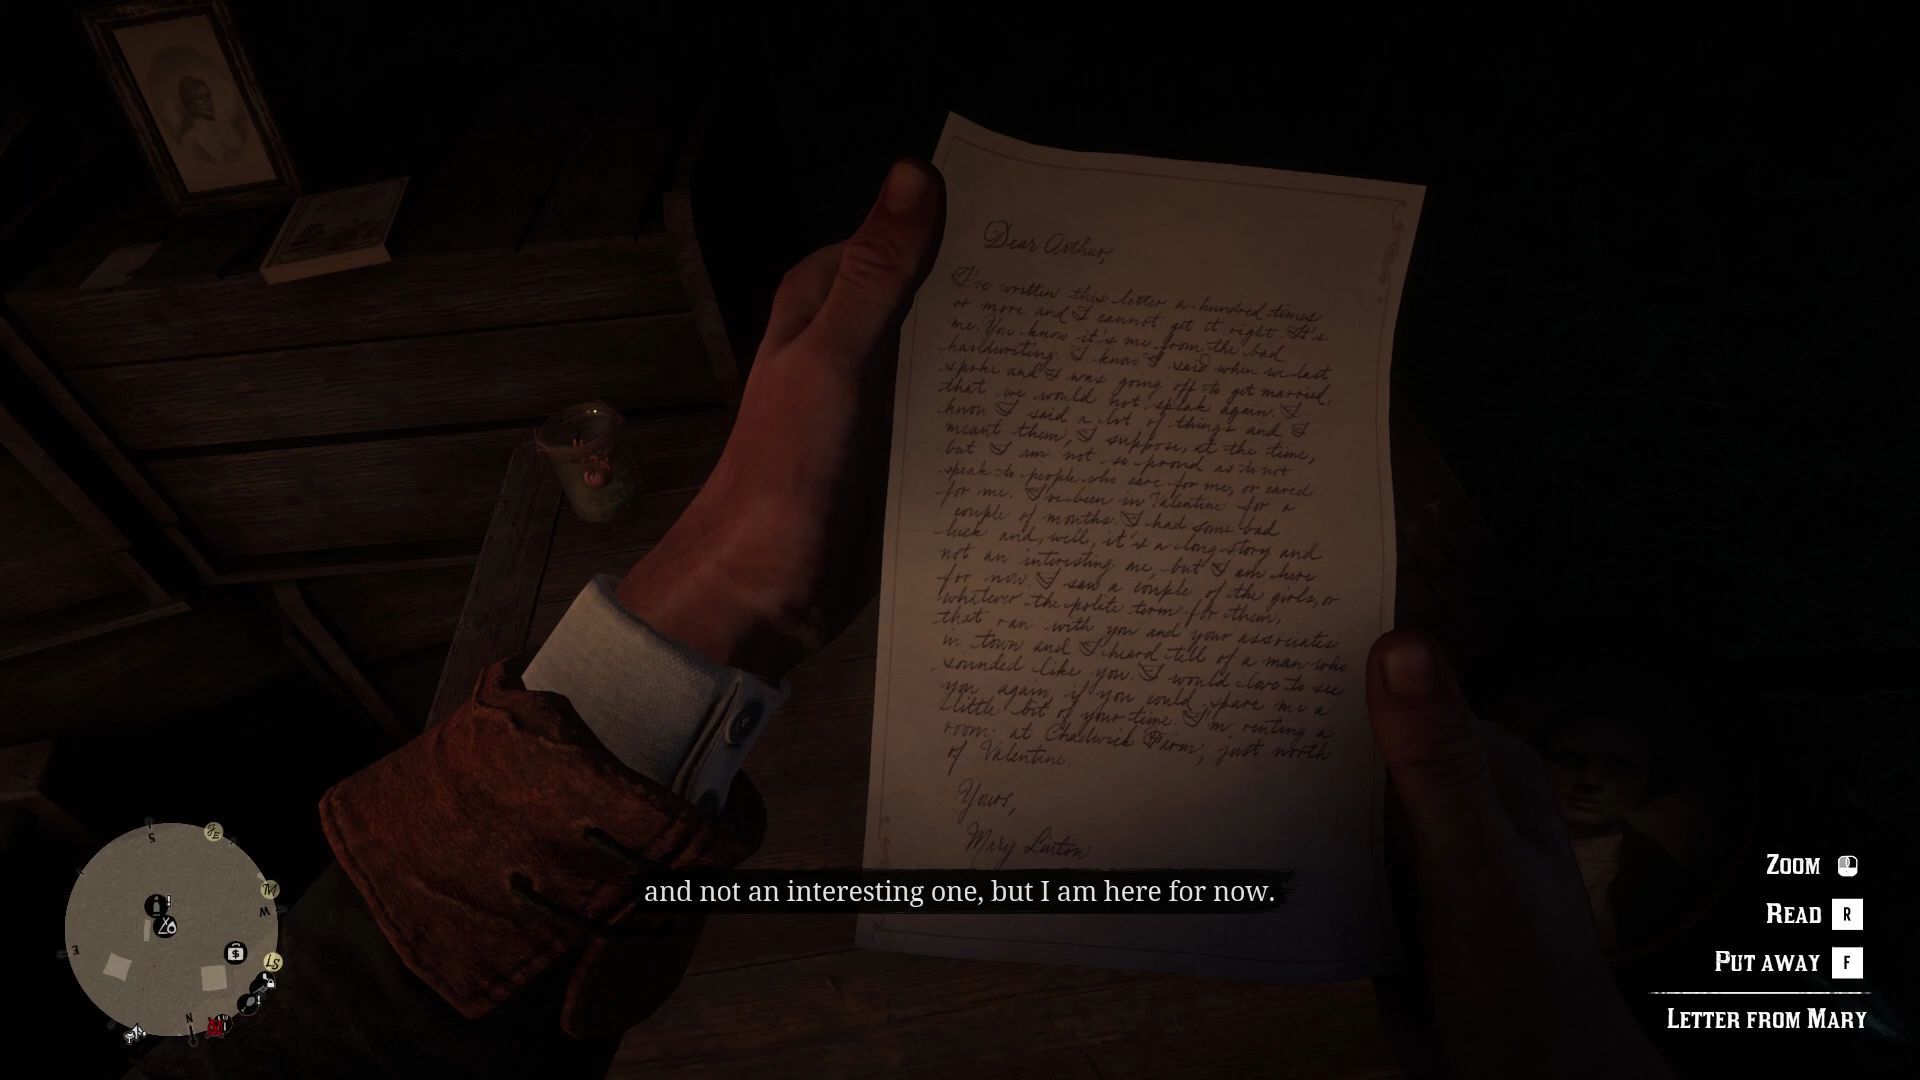 Dear Arthur,
I've written this letter a hundred times
or more and I cannot get it right. It's
me. You know it's me from the bad
handwriting. I know I said when we last
spoke and I was going off to get married,
that we would not speak again. I
know I said a lot of things and I
meant them, I suppose, at the time,
but I am not so proud as to not
speak to people who care for me, or cared
for me. I've been in Valentine for a
couple of months. I had some bad
luck and, well, it's a long story and
not an interesting one, but I am here
for now. I saw a couple of the girls, or
whatever the polite term for them,
that ran with you and your associates
in town and I heard tell of a man who
sounded like you. I would love to see
you again, if you could spare me a
little bit of your time. I'm renting a
room at Chadwick Farm, just north
of Valentine.
Yours,
Mary Linton
and not an interesting one, but I am here for now.
ZOOM
READ R
PUT AWAY F
LETTER FROM MARY
S
JE
M
W
E
$
LS
N